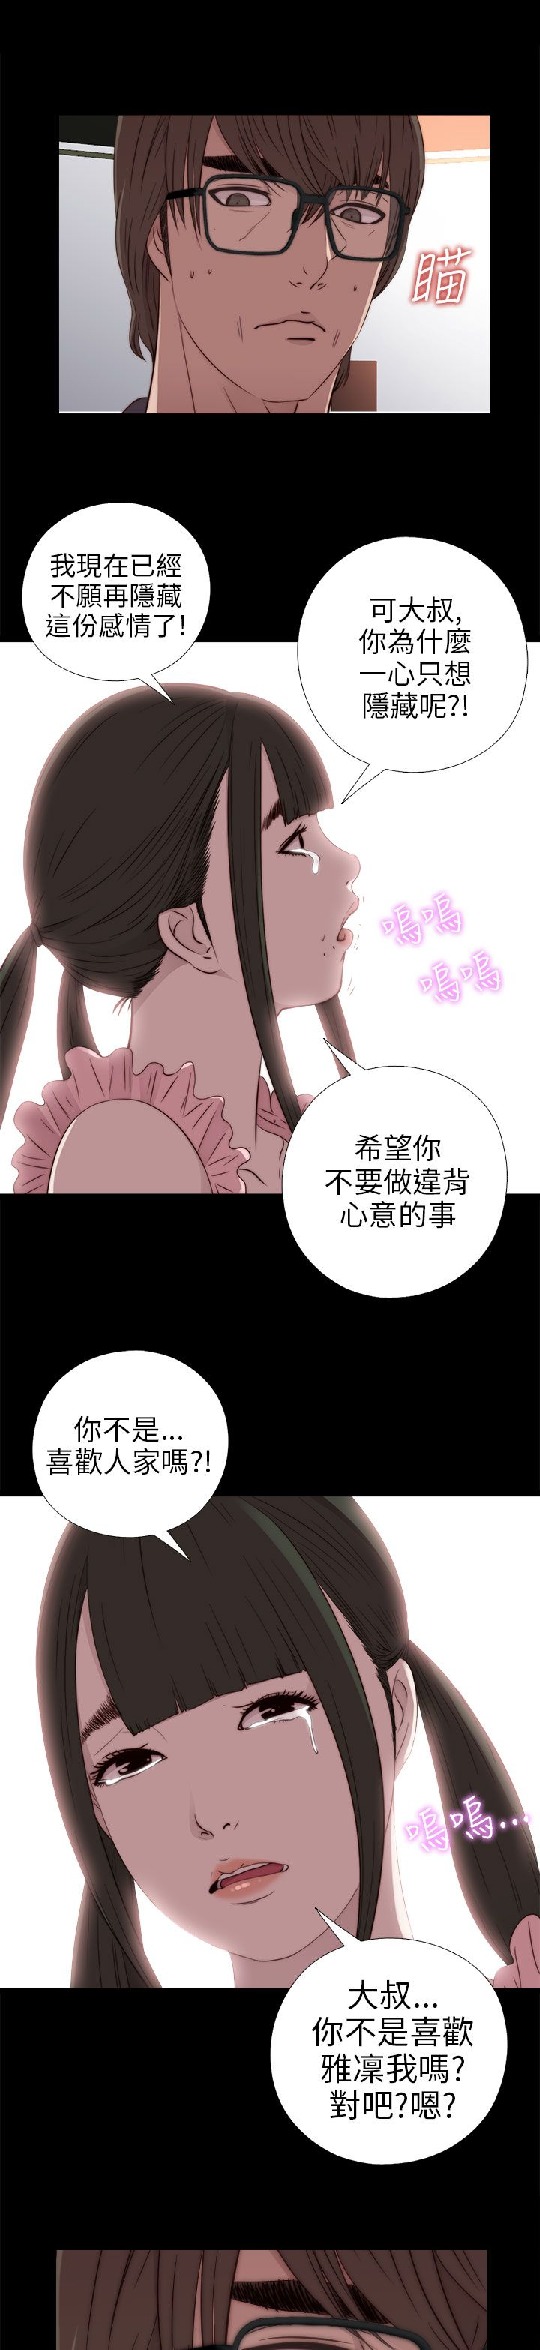 瞄
我現在已經
不願再隱藏
這份感情了!
可大叔,
你為什麼
一心只想
隱藏呢?!
嗚嗚
嗚嗚
希望你
不要做違背
心意的事
你不是...
喜歡人家嗎?!
嗚嗚...
大叔...
你不是喜歡
雅凜我嗎?
對吧?嗯?